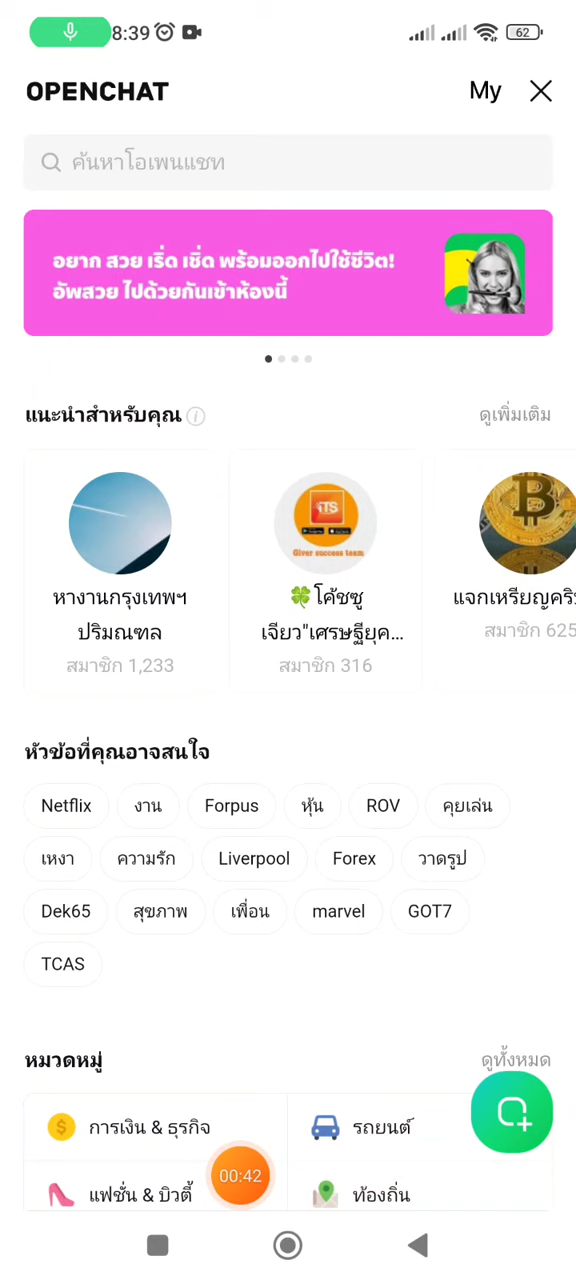 8:39
62
OPENCHAT
My
ค้นหาโอเพนแชท
อยาก สวย เริ่ด เชิ่ด พร้อมออกไปใช้ชีวิต!
อัพสวย ไปด้วยกันเข้าห้องนี้
แนะนำสำหรับคุณ
ดูเพิ่มเติม
iTS
Giver success team
หางานกรุงเทพฯ
ปริมณฑล
สมาชิก 1,233
🍀โค้ชซู
เจียว"เศรษฐียุค...
สมาชิก 316
แจกเหรียญคริ
สมาชิก 625
หัวข้อที่คุณอาจสนใจ
Netflix งาน Forpus หุ้น ROV คุยเล่น
เหงา ความรัก Liverpool Forex วาดรูป
Dek65 สุขภาพ เพื่อน marvel GOT7
TCAS
หมวดหมู่
ดูทั้งหมด
การเงิน & ธุรกิจ
รถยนต์
แฟชั่น & บิวตี้
00:42
ท้องถิ่น